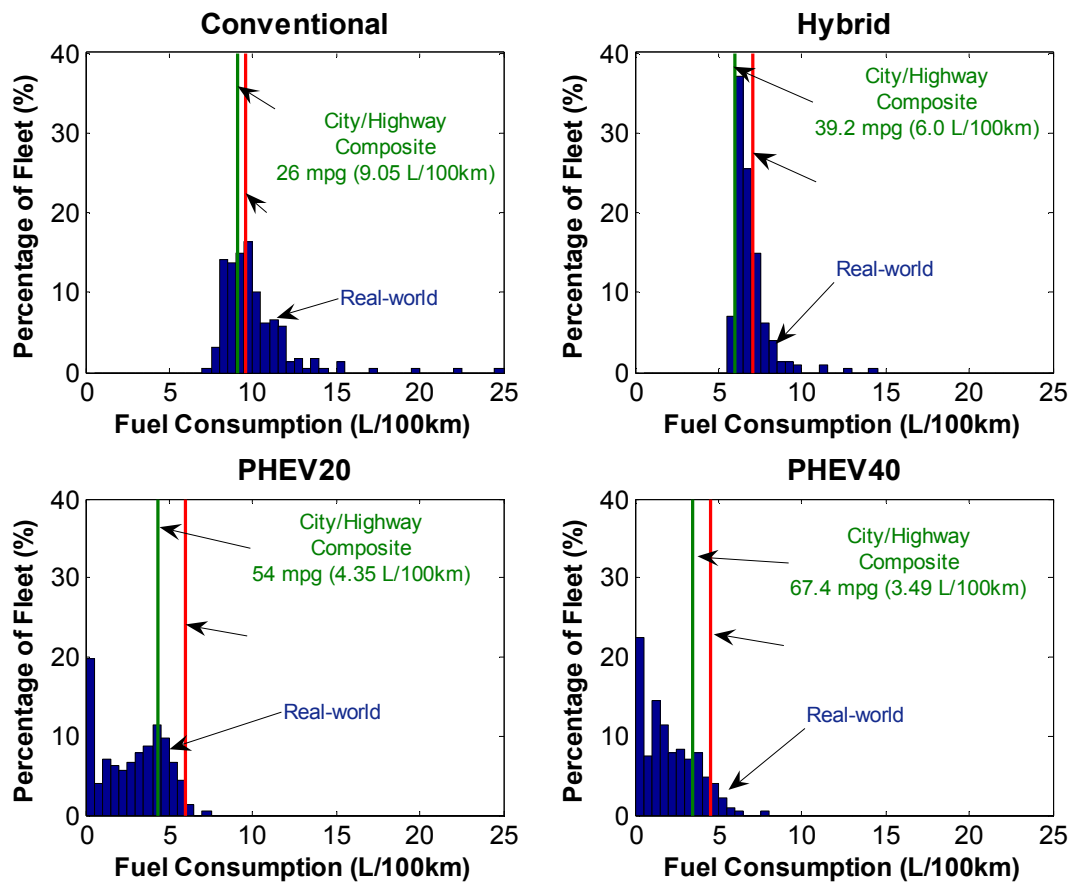 Conventional
Percentage of Fleet (%)
40
30
20
10
0
City/Highway
Composite
26 mpg (9.05 L/100km)
Real-world
0 5 10 15 20 25
Fuel Consumption (L/100km)
Hybrid
Percentage of Fleet (%)
40
30
20
10
0
City/Highway
Composite
39.2 mpg (6.0 L/100km)
Real-world
0 5 10 15 20 25
Fuel Consumption (L/100km)
PHEV20
Percentage of Fleet (%)
40
30
20
10
0
City/Highway
Composite
54 mpg (4.35 L/100km)
Real-world
0 5 10 15 20 25
Fuel Consumption (L/100km)
PHEV40
Percentage of Fleet (%)
40
30
20
10
0
City/Highway
Composite
67.4 mpg (3.49 L/100km)
Real-world
0 5 10 15 20 25
Fuel Consumption (L/100km)